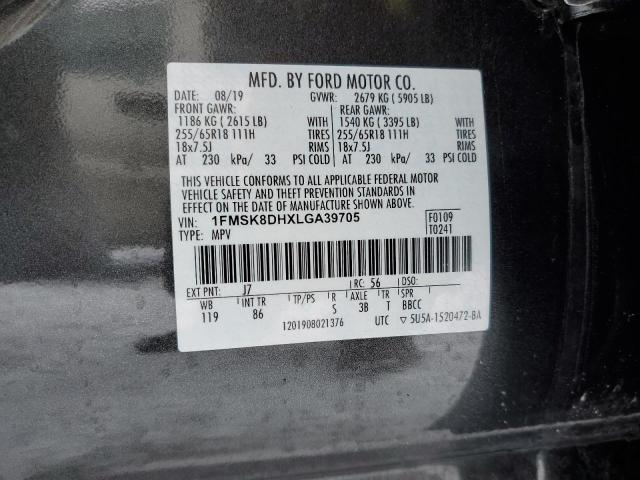 MFD. BY FORD MOTOR CO.
DATE: 08/19 GVWR: 2679 KG ( 5905 LB)
FRONT GAWR: REAR GAWR:
1186 KG ( 2615 LB) WITH 1540 KG ( 3395 LB) WITH
255/65R18 111H TIRES 255/65R18 111H TIRES
18x7.5J RIMS 18x7.5J RIMS
AT 230 kPa/ 33 PSI COLD AT 230 kPa/ 33 PSI COLD
THIS VEHICLE CONFORMS TO ALL APPLICABLE FEDERAL MOTOR
VEHICLE SAFETY AND THEFT PREVENTION STANDARDS IN
EFFECT ON THE DATE OF MANUFACTURE SHOWN ABOVE.
VIN: 1FMSK8DHXLGA39705 F0109
TYPE: MPV T0241
EXT PNT: J7 RC: 56 DSO:
WB INT TR TP/PS R AXLE TR SPR
119 86 S 3B T BBCC
1201908021376 UTC ▽ 5U5A-1520472-BA